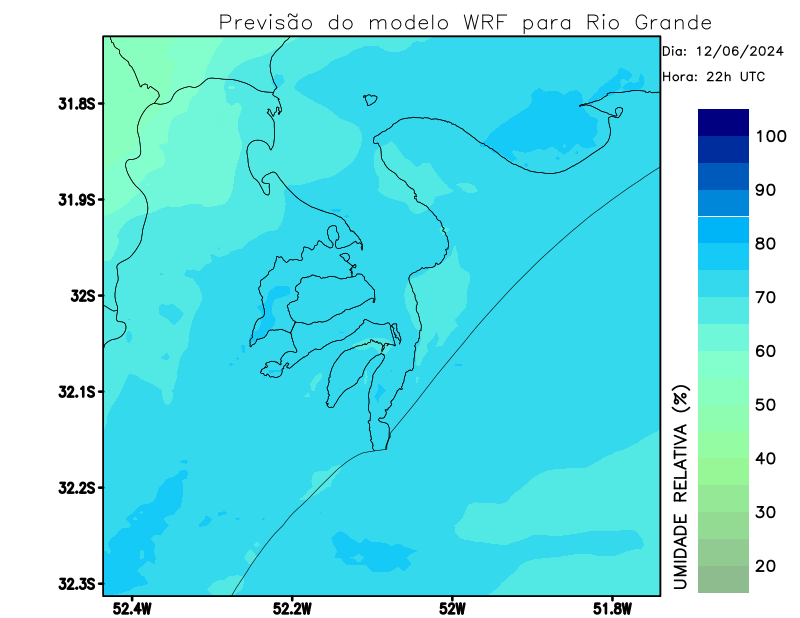 Previsão do modelo WRF para Rio Grande
Dia: 12/06/2024
Hora: 22h UTC
31.8S
31.9S
32S
32.1S
32.2S
32.3S
52.4W
52.2W
52W
51.8W
100
90
80
70
60
50
40
30
20
UMIDADE RELATIVA (%)